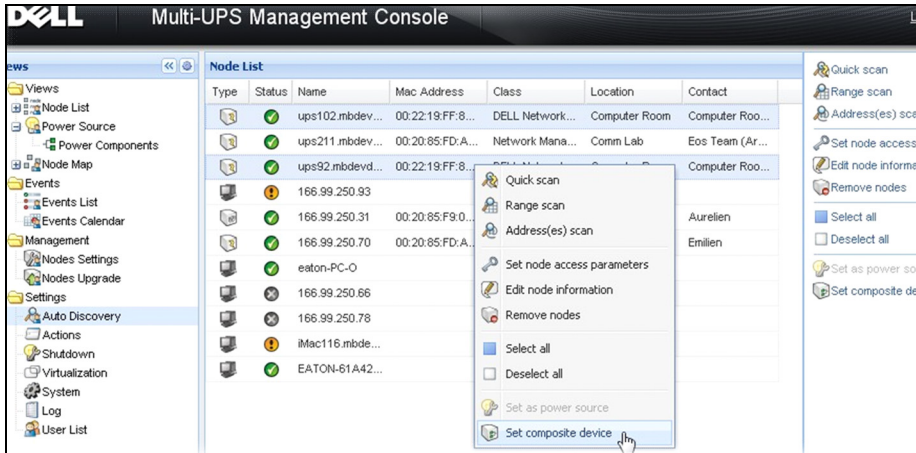 DELL Multi-UPS Management Console
ews
Views
Node List
Power Source
Power Components
Node Map
Events
Events List
Events Calendar
Management
Nodes Settings
Nodes Upgrade
Settings
Auto Discovery
Actions
Shutdown
Virtualization
System
Log
User List
Node List
Type Status Name Mac Address Class Location Contact
ups102.mbdev... 00:22:19:FF:8... DELL Network... Computer Room Computer Roo...
ups211.mbdev... 00:20:85:FD:A... Network Mana... Comm Lab Eos Team (Ar...
ups92.mbdevd... 00:22:19:FF:8... Computer Roo...
166.99.250.93
166.99.250.31 00:20:85:F9:0... Aurelien
166.99.250.70 00:20:85:FD:A... Emilien
eaton-PC-O
166.99.250.66
166.99.250.78
iMac116.mbde...
EATON-61A42...
Quick scan
Range scan
Address(es) scan
Set node access parameters
Edit node information
Remove nodes
Select all
Deselect all
Set as power source
Set composite device
Quick scan
Range scan
Address(es) sca
Set node access
Edit node informa
Remove nodes
Select all
Deselect all
Set as power sou
Set composite de